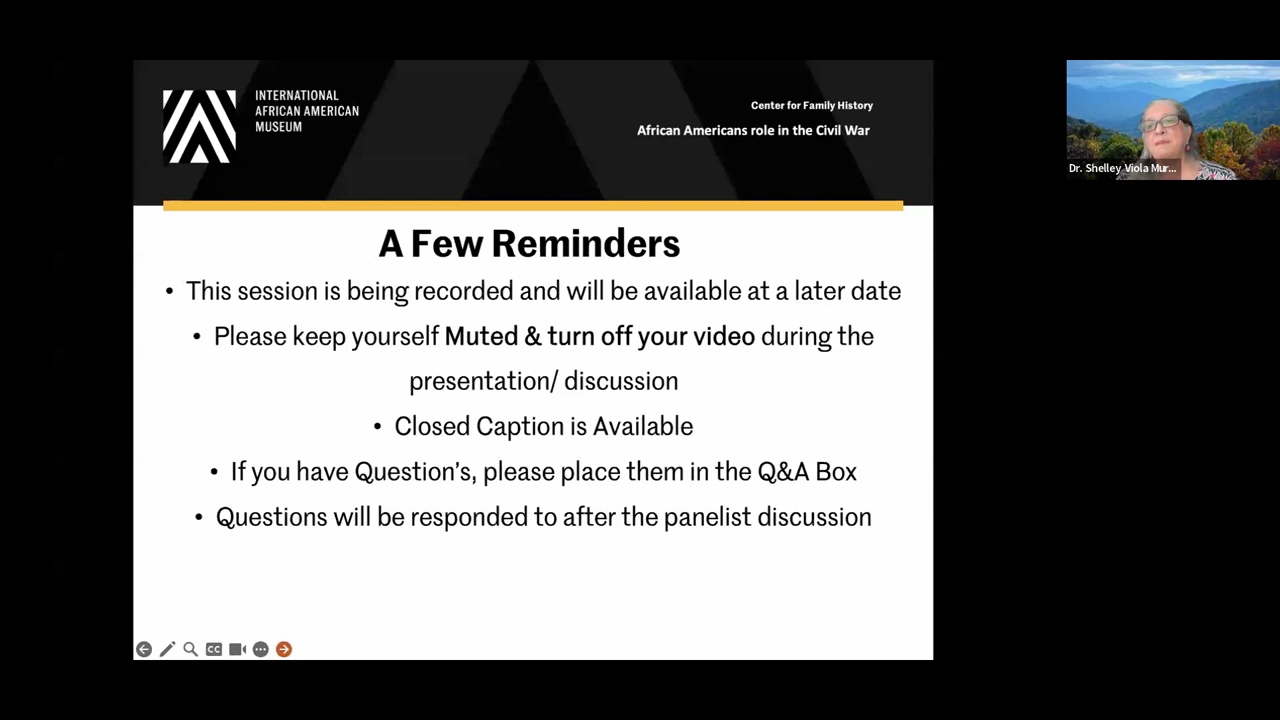 INTERNATIONAL
AFRICAN AMERICAN
MUSEUM
Center for Family History
African Americans role in the Civil War
Dr. Shelley Viola Mur...
A Few Reminders
• This session is being recorded and will be available at a later date
• Please keep yourself Muted & turn off your video during the
presentation/ discussion
• Closed Caption is Available
• If you have Question's, please place them in the Q&A Box
• Questions will be responded to after the panelist discussion
CC